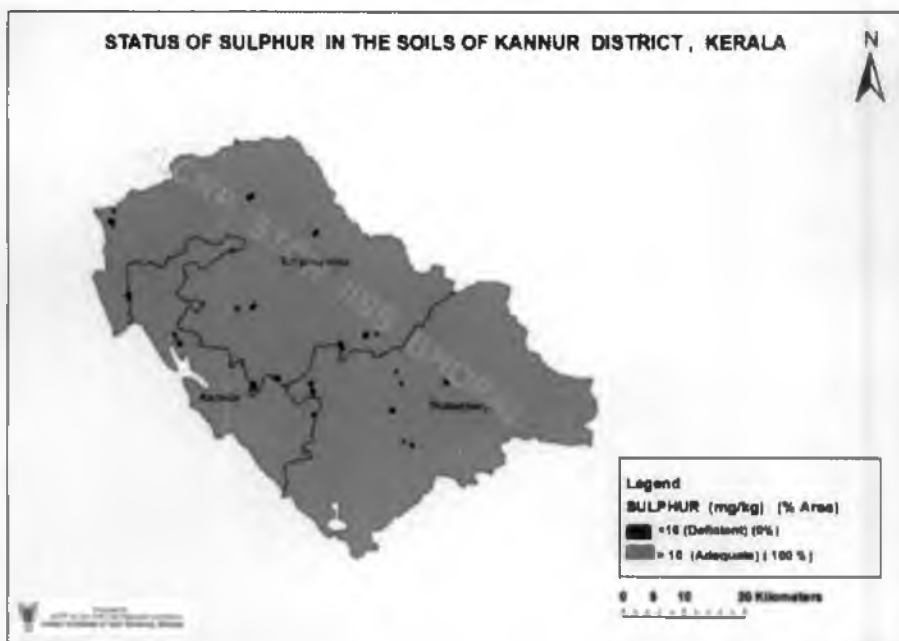 STATUS OF SULPHUR IN THE SOILS OF KANNUR DISTRICT, KERALA
N
Kannur
Legend
SULPHUR (mg/kg) (% Area)
<10 (Deficient) (0%)
> 10 (Adequate) (100 %)
0 5 10 20 Kilometers